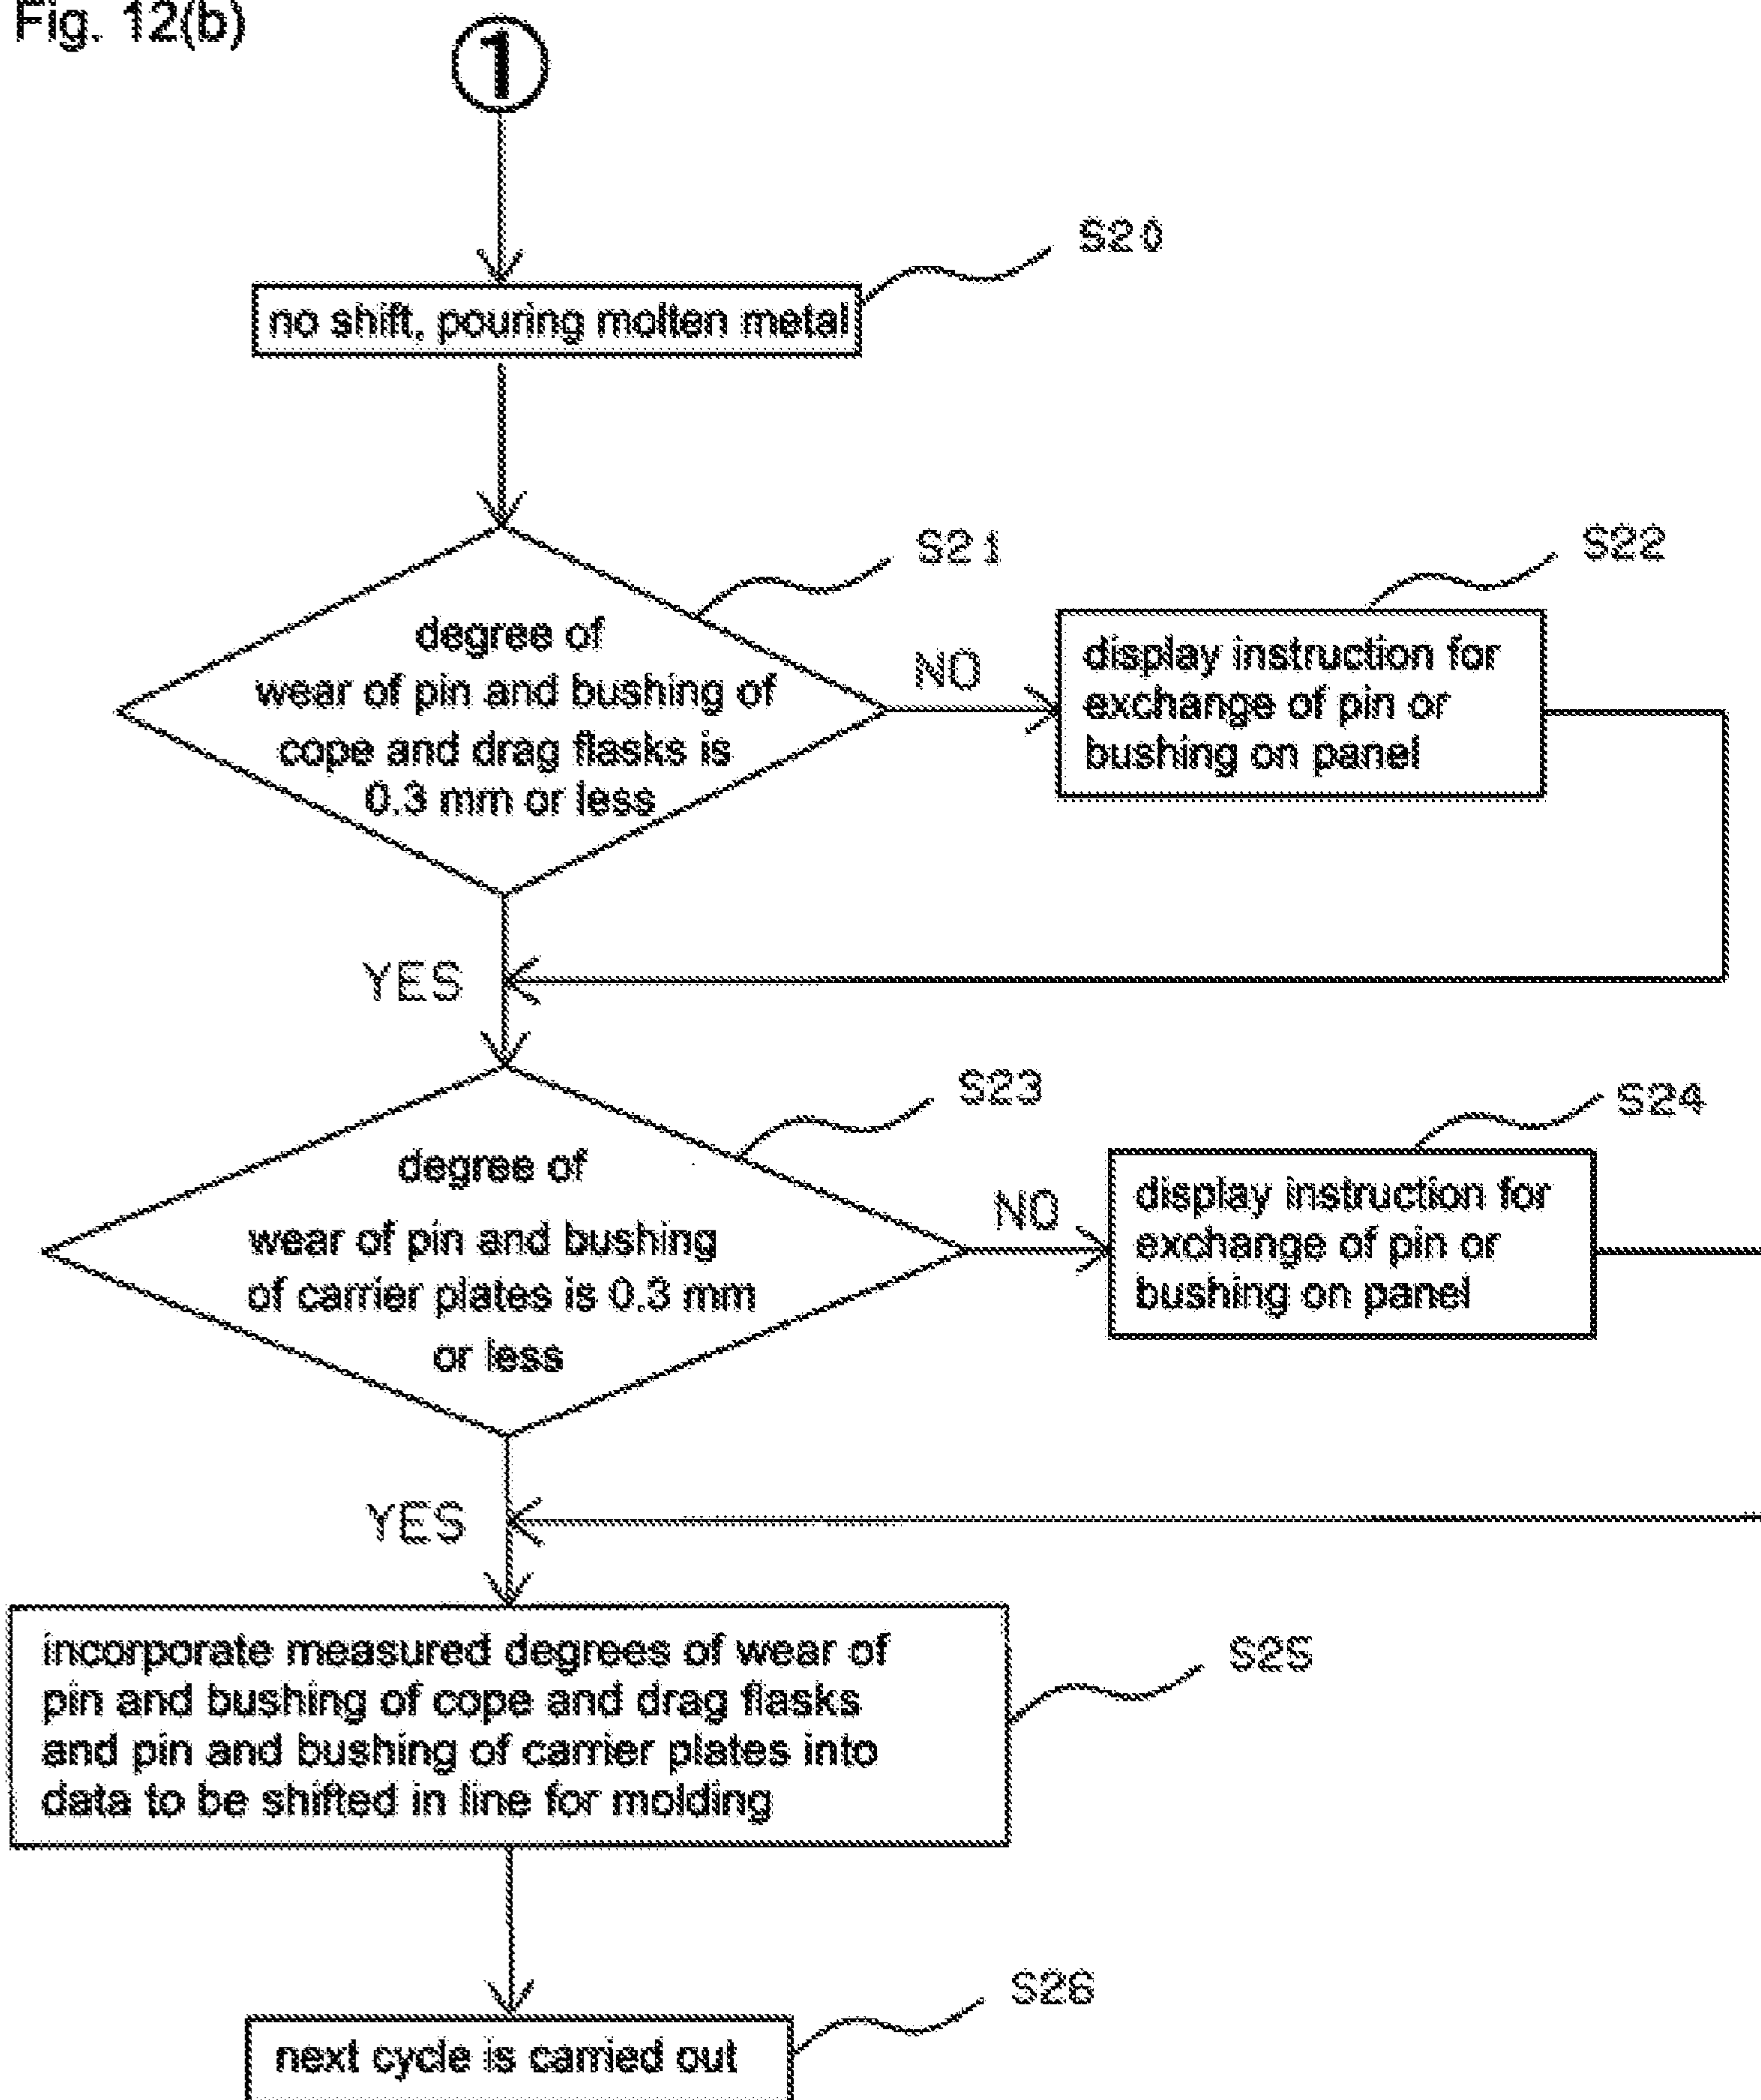 Fig. 12(b)
1
S20
no shift, pouring molten metal
S21
degree of
wear of pin and bushing of
cope and drag flasks is
0.3 mm or less
NO
S22
display instruction for
exchange of pin or
bushing on panel
YES
S23
degree of
wear of pin and bushing
of carrier plates is 0.3 mm
or less
NO
S24
display instruction for
exchange of pin or
bushing on panel
YES
S25
incorporate measured degrees of wear of
pin and bushing of cope and drag flasks
and pin and bushing of carrier plates into
data to be shifted in line for molding
S26
next cycle is carried out